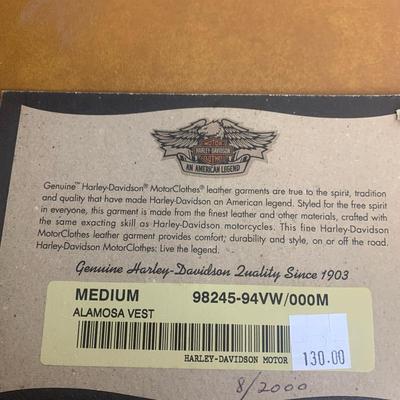 MOTOR
HARLEY-DAVIDSON
CLOTHES
AN AMERICAN LEGEND
Genuine™ Harley-Davidson® MotorClothes® leather garments are true to the spirit, tradition
and quality that have made Harley-Davidson an American legend. Styled for the free spirit
in everyone, this garment is made from the finest leather and other materials, crafted with
the same exacting skill as Harley-Davidson motorcycles. This fine Harley-Davidson
MotorClothes leather garment provides comfort; durability and style, on or off the road.
Harley-Davidson MotorClothes: Live the legend.
Genuine Harley-Davidson Quality Since 1903
MEDIUM 98245-94VW/000M
ALAMOSA VEST
HARLEY-DAVIDSON MOTOR
130.00
8/2000